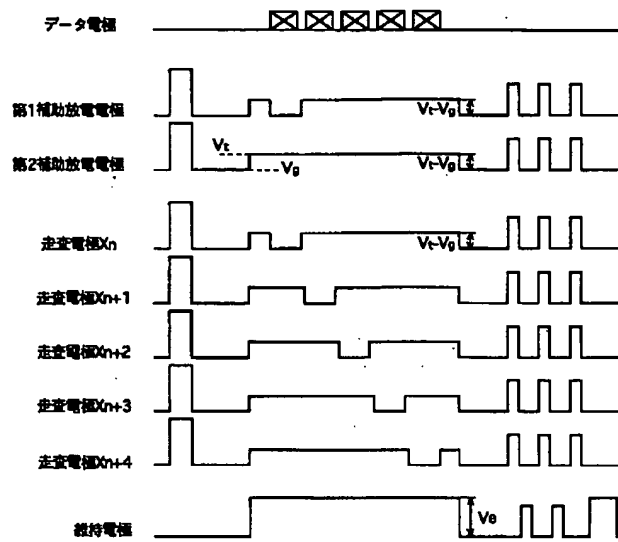 データ電極
第1補助放電電極
Vt-Vg
第2補助放電電極
Vt
Vg
Vt-Vg
走査電極Xn
Vt-Vg
走査電極Xn+1
走査電極Xn+2
走査電極Xn+3
走査電極Xn+4
維持電極
Ve